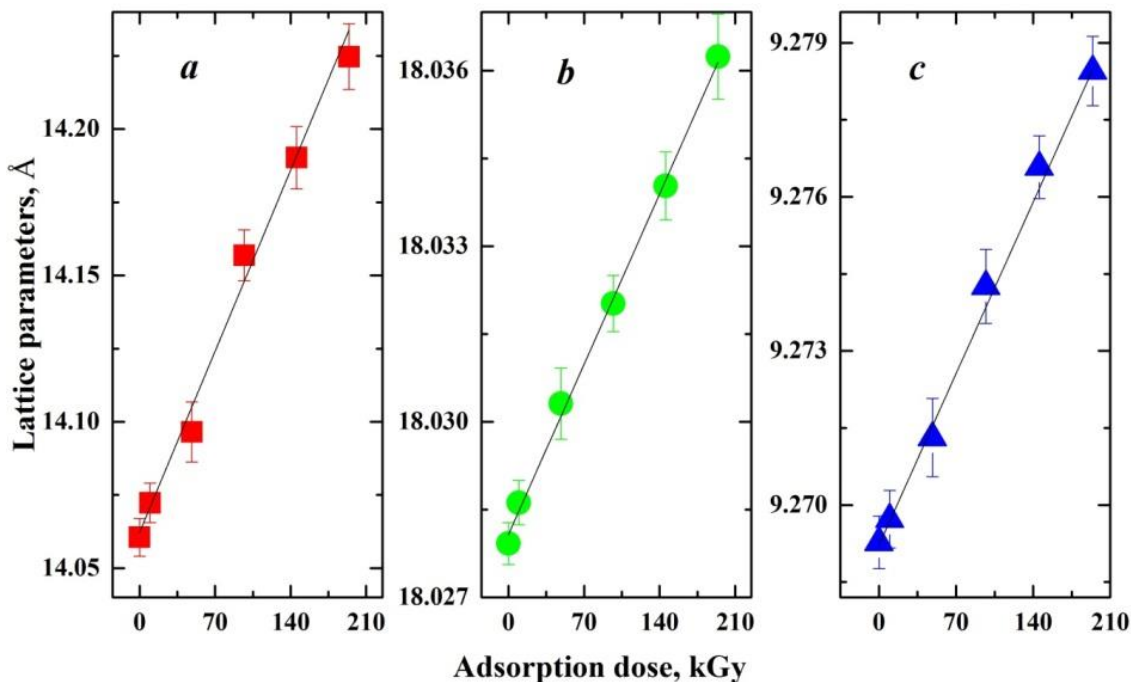 a
b
c
Lattice parameters, Å
14.20
14.15
14.10
14.05
18.036
18.033
18.030
18.027
9.279
9.276
9.273
9.270
0 70 140 210
0 70 140 210
0 70 140 210
Adsorption dose, kGy